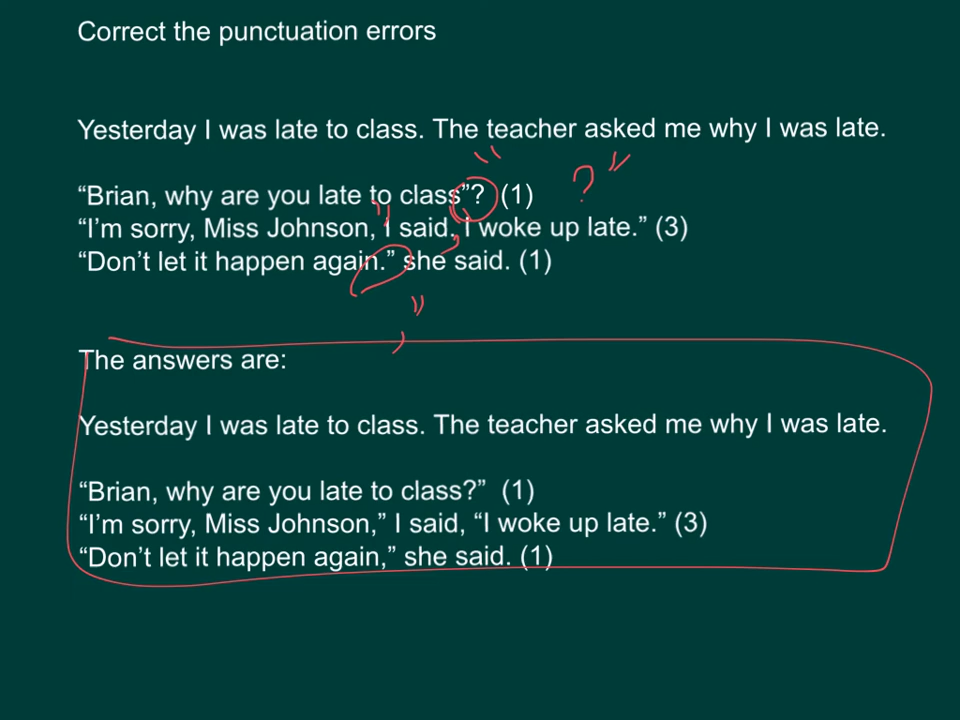 Correct the punctuation errors
Yesterday I was late to class. The teacher asked me why I was late.
“Brian, why are you late to class”? (1)
? ”
“I’m sorry, Miss Johnson, I said. I woke up late.” (3)
“Don’t let it happen again.” she said. (1)
, ”
The answers are:
Yesterday I was late to class. The teacher asked me why I was late.
“Brian, why are you late to class?” (1)
“I’m sorry, Miss Johnson,” I said, “I woke up late.” (3)
“Don’t let it happen again,” she said. (1)